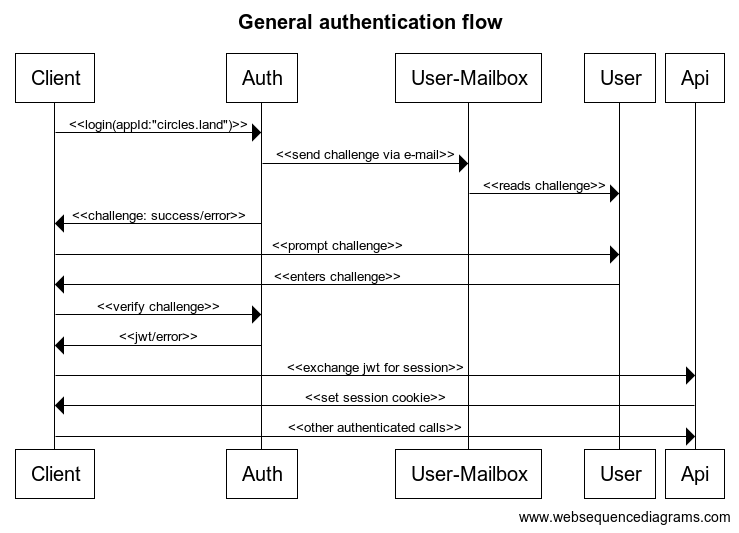 General authentication flow
Client Auth User-Mailbox User Api
<<login(appId:"circles.land")>>
<<send challenge via e-mail>>
<<reads challenge>>
<<challenge: success/error>>
<<prompt challenge>>
<<enters challenge>>
<<verify challenge>>
<<jwt/error>>
<<exchange jwt for session>>
<<set session cookie>>
<<other authenticated calls>>
Client Auth User-Mailbox User Api
www.websequencediagrams.com